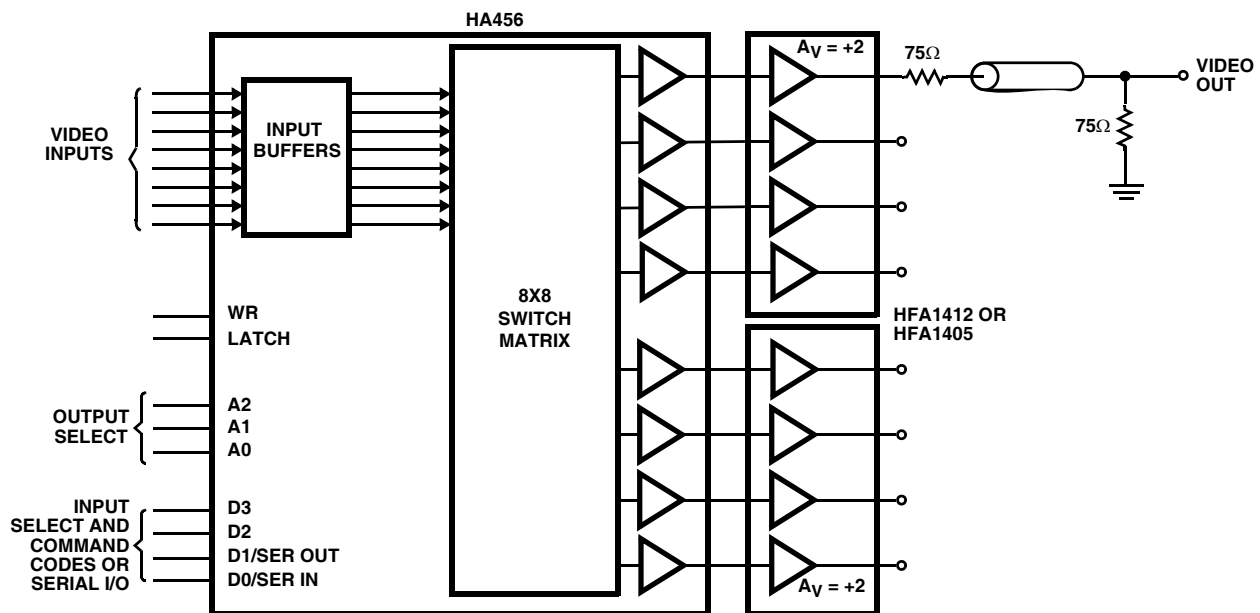 HA456
VIDEO
INPUTS
INPUT
BUFFERS
8X8
SWITCH
MATRIX
AV = +2
75Ω
VIDEO
OUT
75Ω
HFA1412 OR
HFA1405
WR
LATCH
OUTPUT
SELECT
A2
A1
A0
INPUT
SELECT AND
COMMAND
CODES OR
SERIAL I/O
D3
D2
D1/SER OUT
D0/SER IN
AV = +2